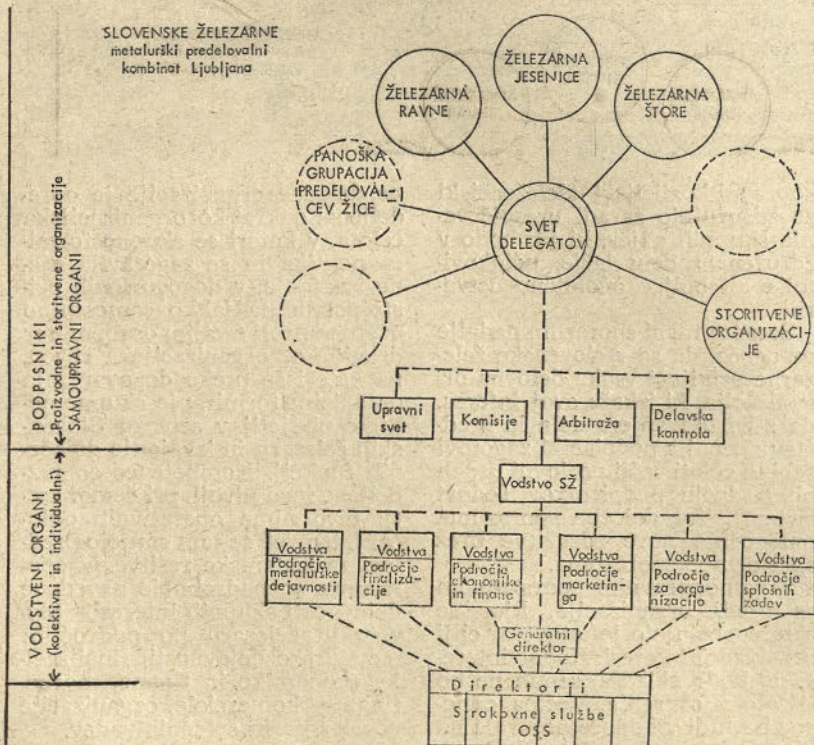 SLOVENSKE ŽELEZARNE
metalurški predelovalni
kombinat Ljubljana
ŽELEZARNA
JESENICE
ŽELEZARNA
RAVNE
ŽELEZARNA
ŠTORE
PANOŠKA
GRUPACIJA
PREDELOVAL-
CEV ŽICE
SVET
DELEGATOV
STORITVENE
ORGANIZACI-
JE
PODPISNIKI
Proizvodne in storitvene organizacije
SAMOUPRAVNI ORGANI
Upravni
svet
Komisije
Arbitraža
Delavska
kontrola
VODSTVENI ORGANI
(kolektivni in individualni)
Vodstvo SŽ
Vodstva
Področje
metalurške
dejavnosti
Vodstva
Področje
finaliza-
cije
Vodstva
Področje
ekonomike
in financ
Vodstva
Področje
marketin-
ga
Vodstva
Področje
za orga-
nizacijo
Vodstva
Področje
splošnih
zadev
Generalni
direktor
Direktorji
Strokovne službe
OSS